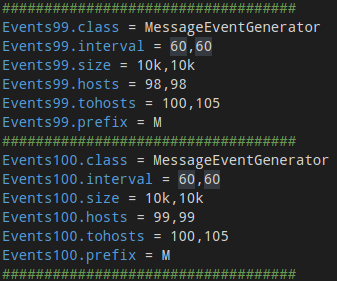 ###################################
Events99.class = MessageEventGenerator
Events99.interval = 60,60
Events99.size = 10k,10k
Events99.hosts = 98,98
Events99.tohosts = 100,105
Events99.prefix = M
###################################
Events100.class = MessageEventGenerator
Events100.interval = 60,60
Events100.size = 10k,10k
Events100.hosts = 99,99
Events100.tohosts = 100,105
Events100.prefix = M
###################################